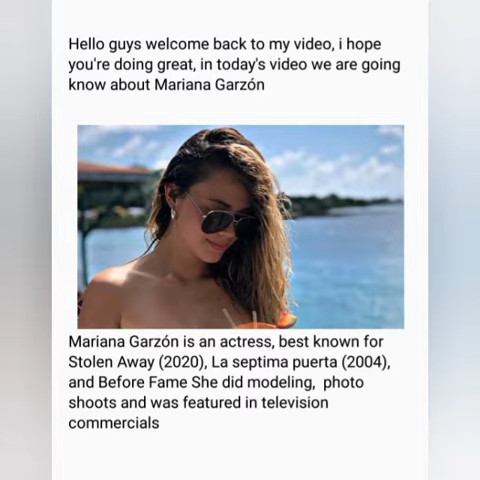 Hello guys welcome back to my video, i hope
you're doing great, in today's video we are going
know about Mariana Garzón
Mariana Garzón is an actress, best known for
Stolen Away (2020), La septima puerta (2004),
and Before Fame She did modeling,  photo
shoots and was featured in television
commercials